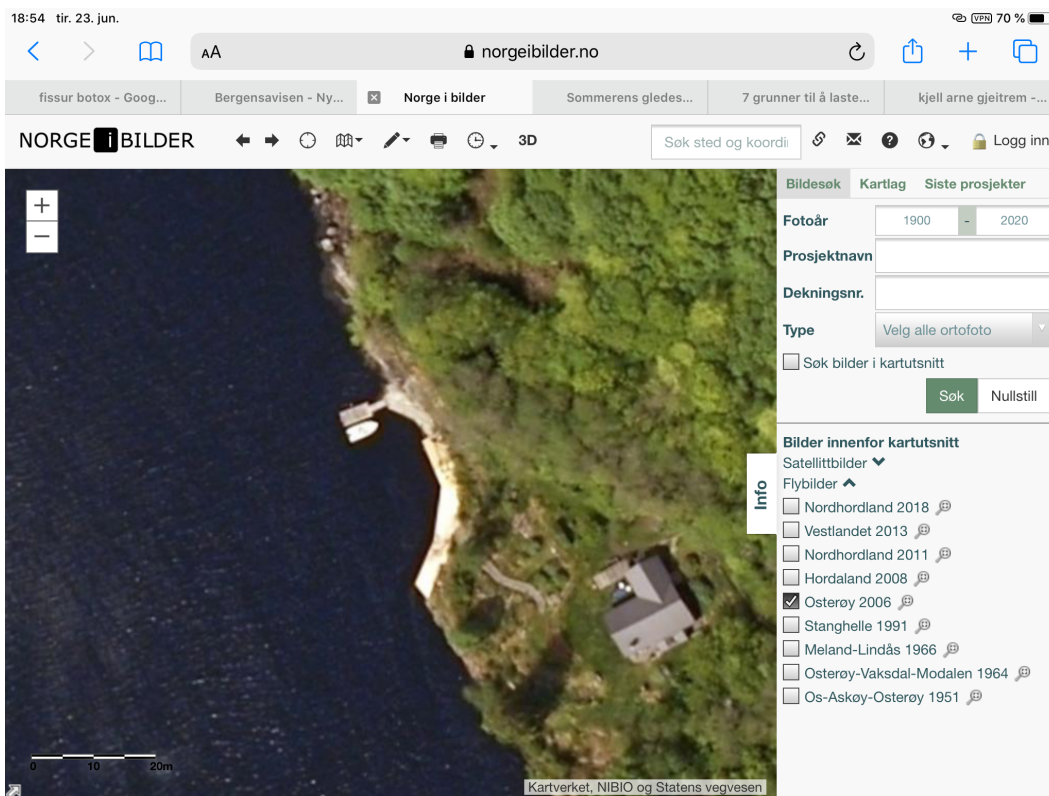 18:54 tir. 23. jun.
VPN 70 %
AA norgeibilder.no
fissur botox - Goog...
Bergensavisen - Ny...
Norge i bilder
Sommerens gledes...
7 grunner til å laste...
kjell arne gjeitrem -...
NORGE i BILDER
3D
Søk sted og koordi
Logg inn
Bildesøk Kartlag Siste prosjekter
Fotoår 1900 - 2020
Prosjektnavn
Dekningsnr.
Type Velg alle ortofoto
Søk bilder i kartutsnitt
Søk Nullstill
Info
Bilder innenfor kartutsnitt
Satellittbilder
Flybilder
Nordhordland 2018
Vestlandet 2013
Nordhordland 2011
Hordaland 2008
Osterøy 2006
Stanghelle 1991
Meland-Lindås 1966
Osterøy-Vaksdal-Modalen 1964
Os-Askøy-Osterøy 1951
0 10 20m
Kartverket, NIBIO og Statens vegvesen